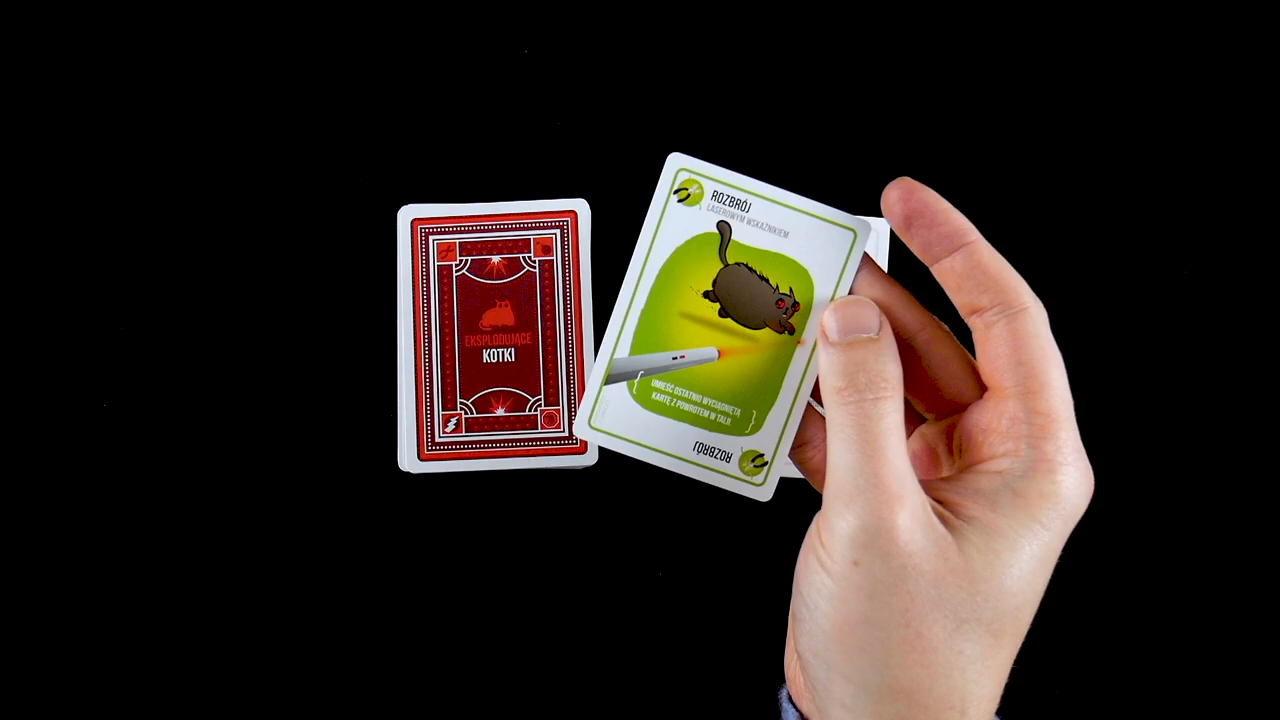 EKSPLODUJĄCE
KOTKI
ROZBRÓJ
LASEROWYM WSKAŹNIKIEM
UMIEŚĆ OSTATNIO WYCIĄGNIĘTĄ
KARTĘ Z POWROTEM W TALII.
ROZBRÓJ